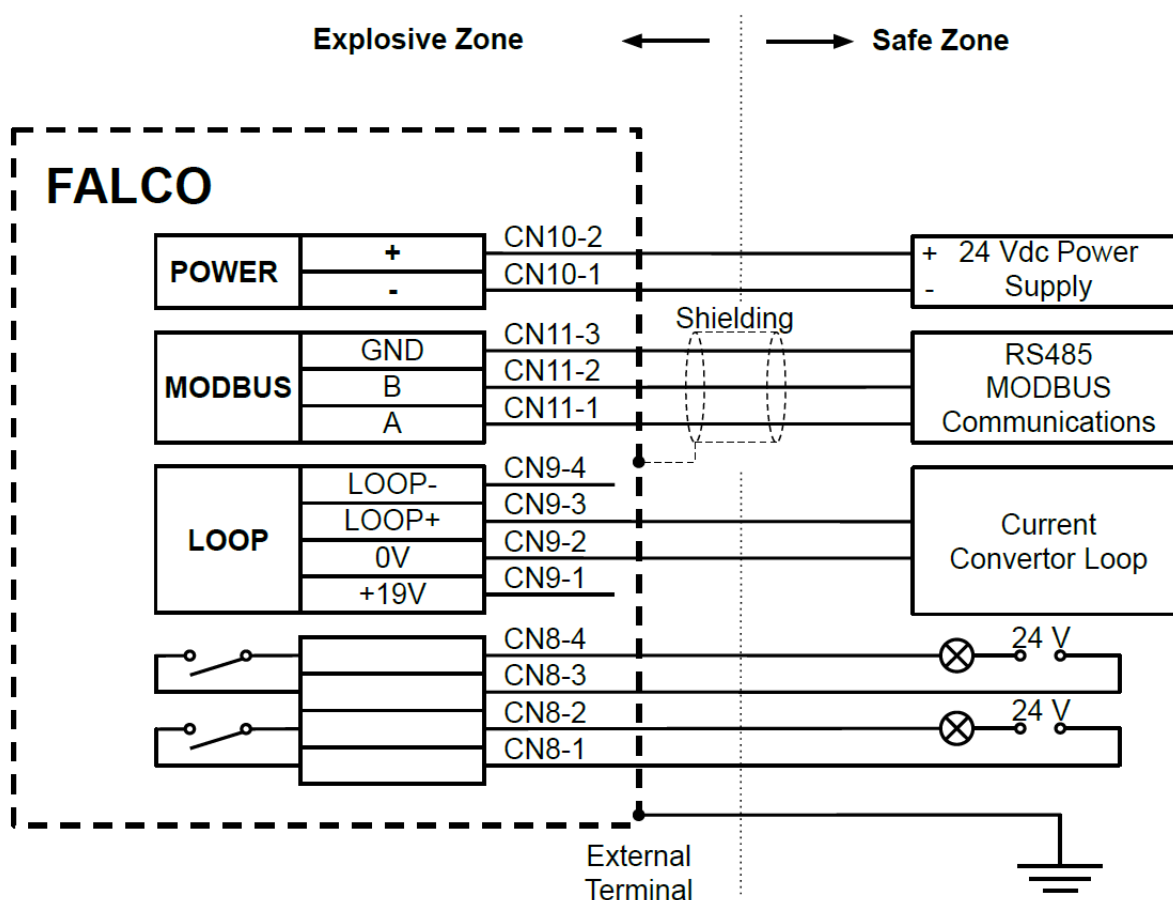 Explosive Zone
Safe Zone
FALCO
POWER
+
-
CN10-2
CN10-1
+ 24 Vdc Power
- Supply
Shielding
MODBUS
GND
B
A
CN11-3
CN11-2
CN11-1
RS485
MODBUS
Communications
LOOP
LOOP-
LOOP+
0V
+19V
CN9-4
CN9-3
CN9-2
CN9-1
Current
Convertor Loop
CN8-4
CN8-3
CN8-2
CN8-1
24 V
24 V
External
Terminal